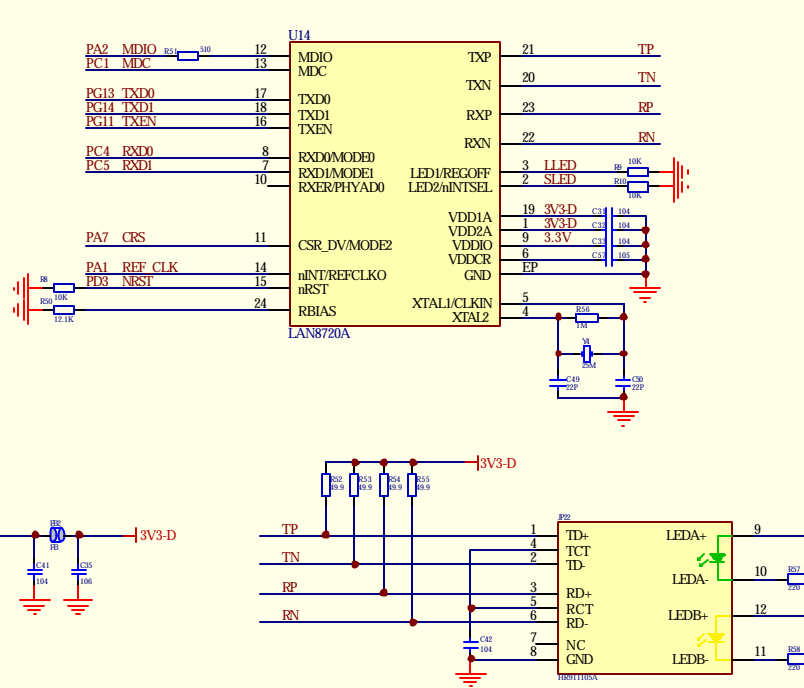 U14
PA2 MDIO R51 510 12 MDIO TXP 21 TP
PC1 MDC 13 MDC
TXN 20 TN
PG13 TXD0 17 TXD0
PG14 TXD1 18 TXD1 RXP 23 RP
PG11 TXEN 16 TXEN
RXN 22 RN
PC4 RXD0 8 RXD0/MODE0
PC5 RXD1 7 RXD1/MODE1 LED1/REGOFF 3 LLED R9 10K
10 RXER/PHYAD0 LED2/nINTSEL 2 SLED R10 10K
VDD1A 19 3V3-D C31 104
VDD2A 1 3V3-D C32 104
PA7 CRS 11 CSR_DV/MODE2 VDDIO 9 3.3V C33 104
VDDCR 6 C57 105
PA1 REF_CLK 14 nINT/REFCLKO GND EP
R8 10K PD3 NRST 15 nRST
R50 12.1K 24 RBIAS XTAL1/CLKIN 5
XTAL2 4 R56 1M
LAN8720A
Y4 25M
C49 22P C50 22P
3V3-D
R52 49.9 R53 49.9 R54 49.9 R55 49.9
JP22
FB2 FB 3V3-D
C41 104 C35 106
TP 1 TD+ LEDA+ 9
4 TCT
TN 2 TD- LEDA- 10 R57 220
RP 3 RD+
5 RCT LEDB+ 12
RN 6 RD-
C42 104 7 NC
8 GND LEDB- 11 R58 220
HR911105A